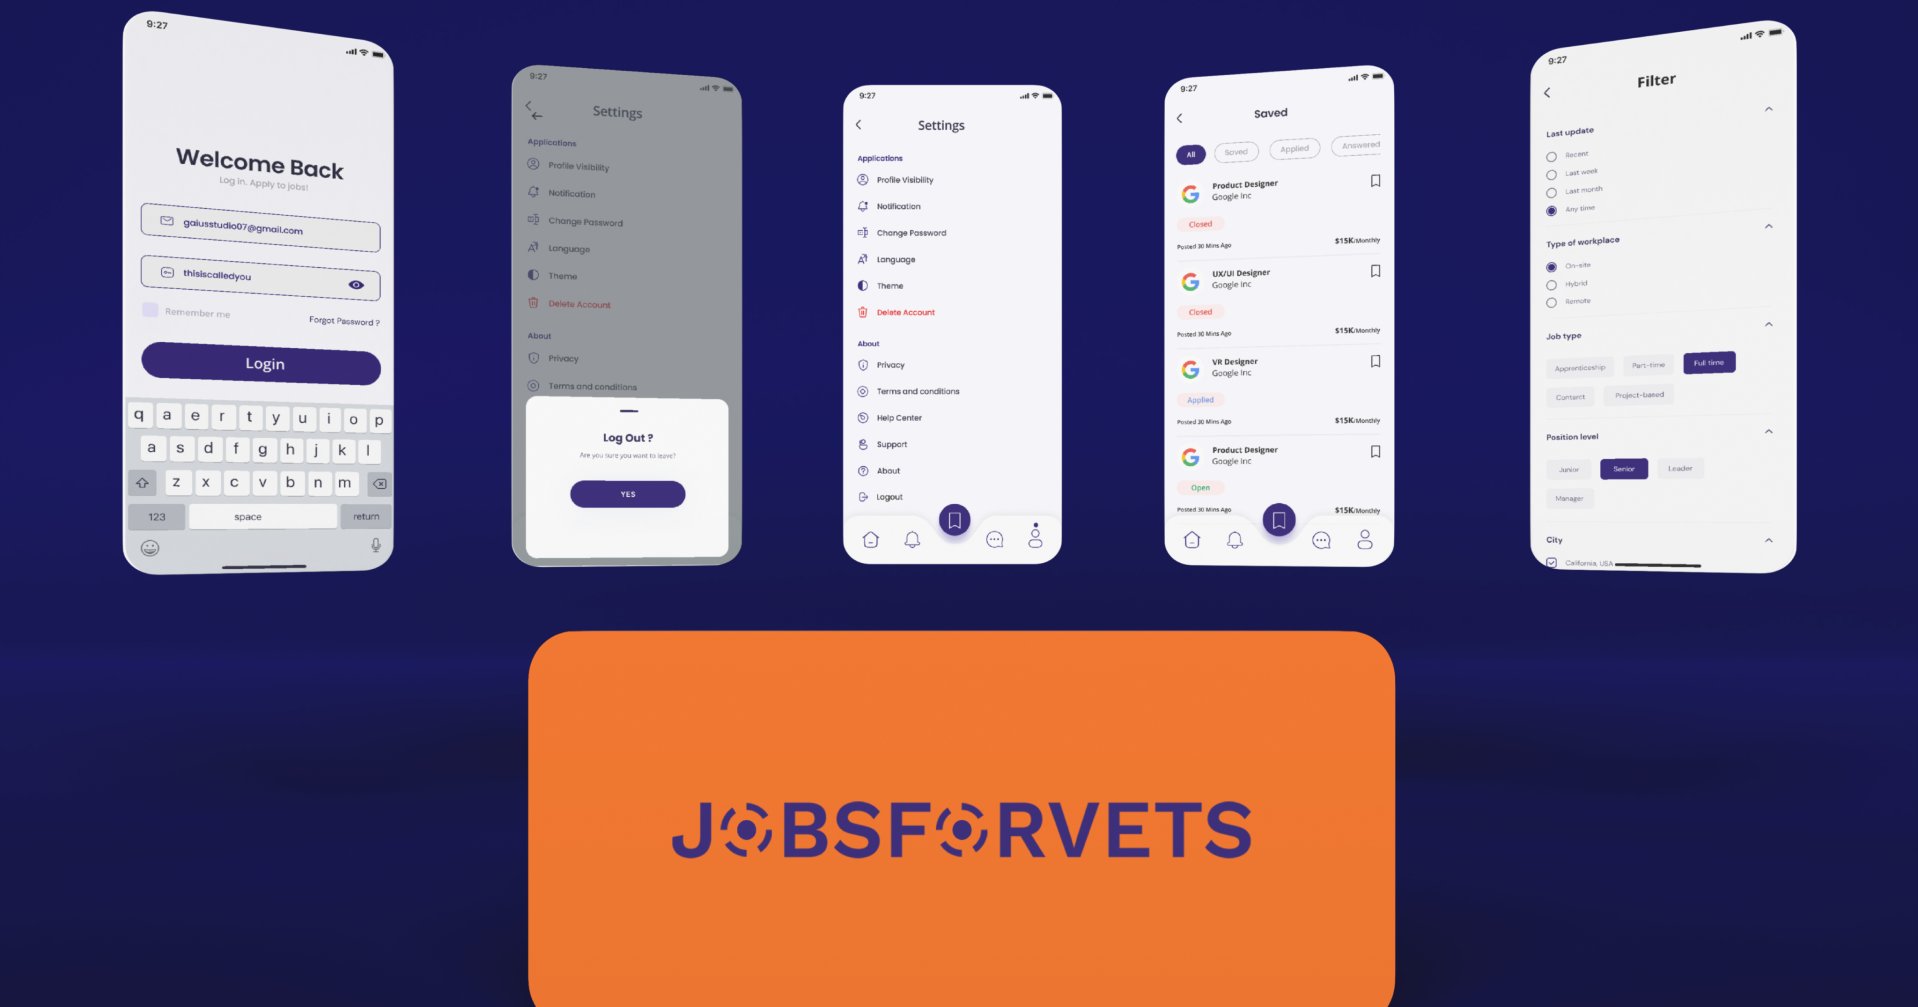 9:27
Welcome Back
Log in. Apply to jobs!
gaiusstudio07@gmail.com
thisiscalledyou
Remember me
Forgot Password ?
Login
q a e r t y u i o p
a s d f g h j k l
z x c v b n m
123 space return
9:27
Settings
Applications
Profile Visibility
Notification
Change Password
Language
Theme
Delete Account
About
Privacy
Terms and conditions
Log Out ?
Are you sure you want to leave?
YES
9:27
Settings
Applications
Profile Visibility
Notification
Change Password
Language
Theme
Delete Account
About
Privacy
Terms and conditions
Help Center
Support
About
Logout
9:27
Saved
All Saved Applied Answered
Product Designer
Google Inc
Closed
Posted 30 Mins Ago $15K/Monthly
UX/UI Designer
Google Inc
Closed
Posted 30 Mins Ago $15K/Monthly
VR Designer
Google Inc
Applied
Posted 30 Mins Ago $15K/Monthly
Product Designer
Google Inc
Open
Posted 30 Mins Ago $15K/Monthly
9:27
Filter
Last update
Recent
Last week
Last month
Any time
Type of workplace
On-site
Hybrid
Remote
Job type
Apprenticeship Part-time Full time
Contarct Project-based
Position level
Junior Senior Leader
Manager
City
California, USA
JOBSFORVETS